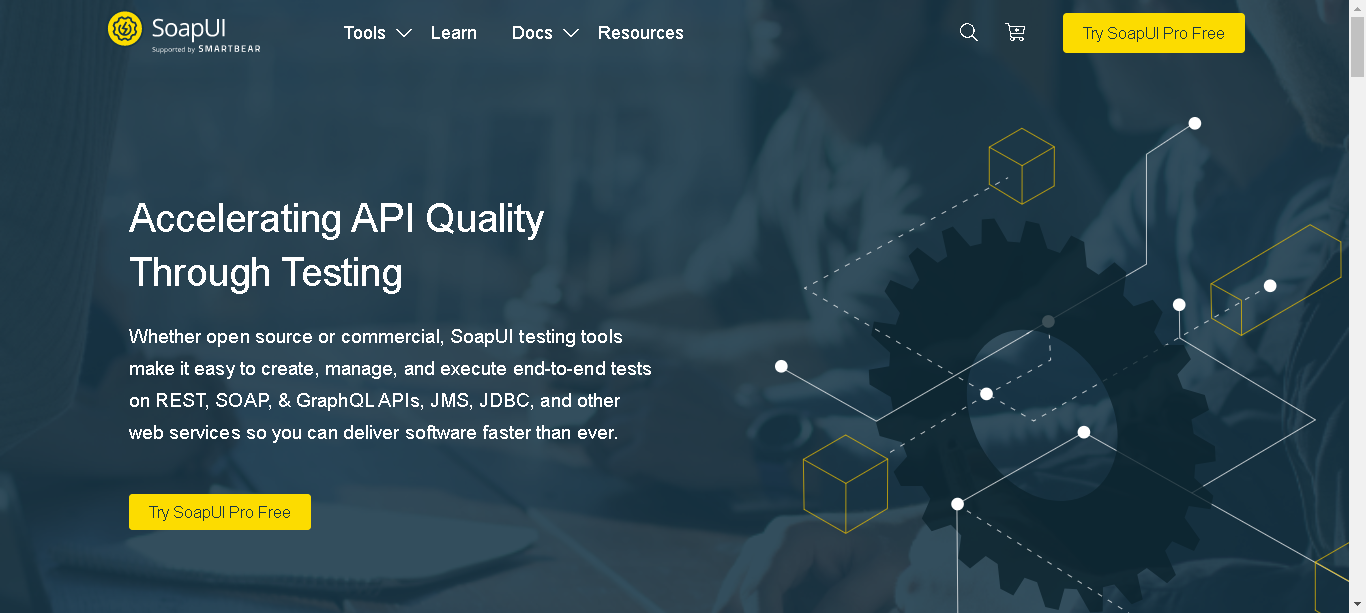 SoapUI
Supported by SMARTBEAR
Tools
Learn
Docs
Resources
Try SoapUI Pro Free
Accelerating API Quality
Through Testing
Whether open source or commercial, SoapUI testing tools
make it easy to create, manage, and execute end-to-end tests
on REST, SOAP, & GraphQL APIs, JMS, JDBC, and other
web services so you can deliver software faster than ever.
Try SoapUI Pro Free